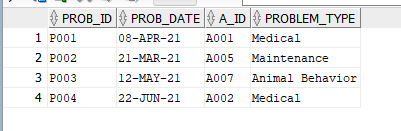 PROB_ID PROB_DATE A_ID PROBLEM_TYPE
1 P001 08-APR-21 A001 Medical
2 P002 21-MAR-21 A005 Maintenance
3 P003 12-MAY-21 A007 Animal Behavior
4 P004 22-JUN-21 A002 Medical